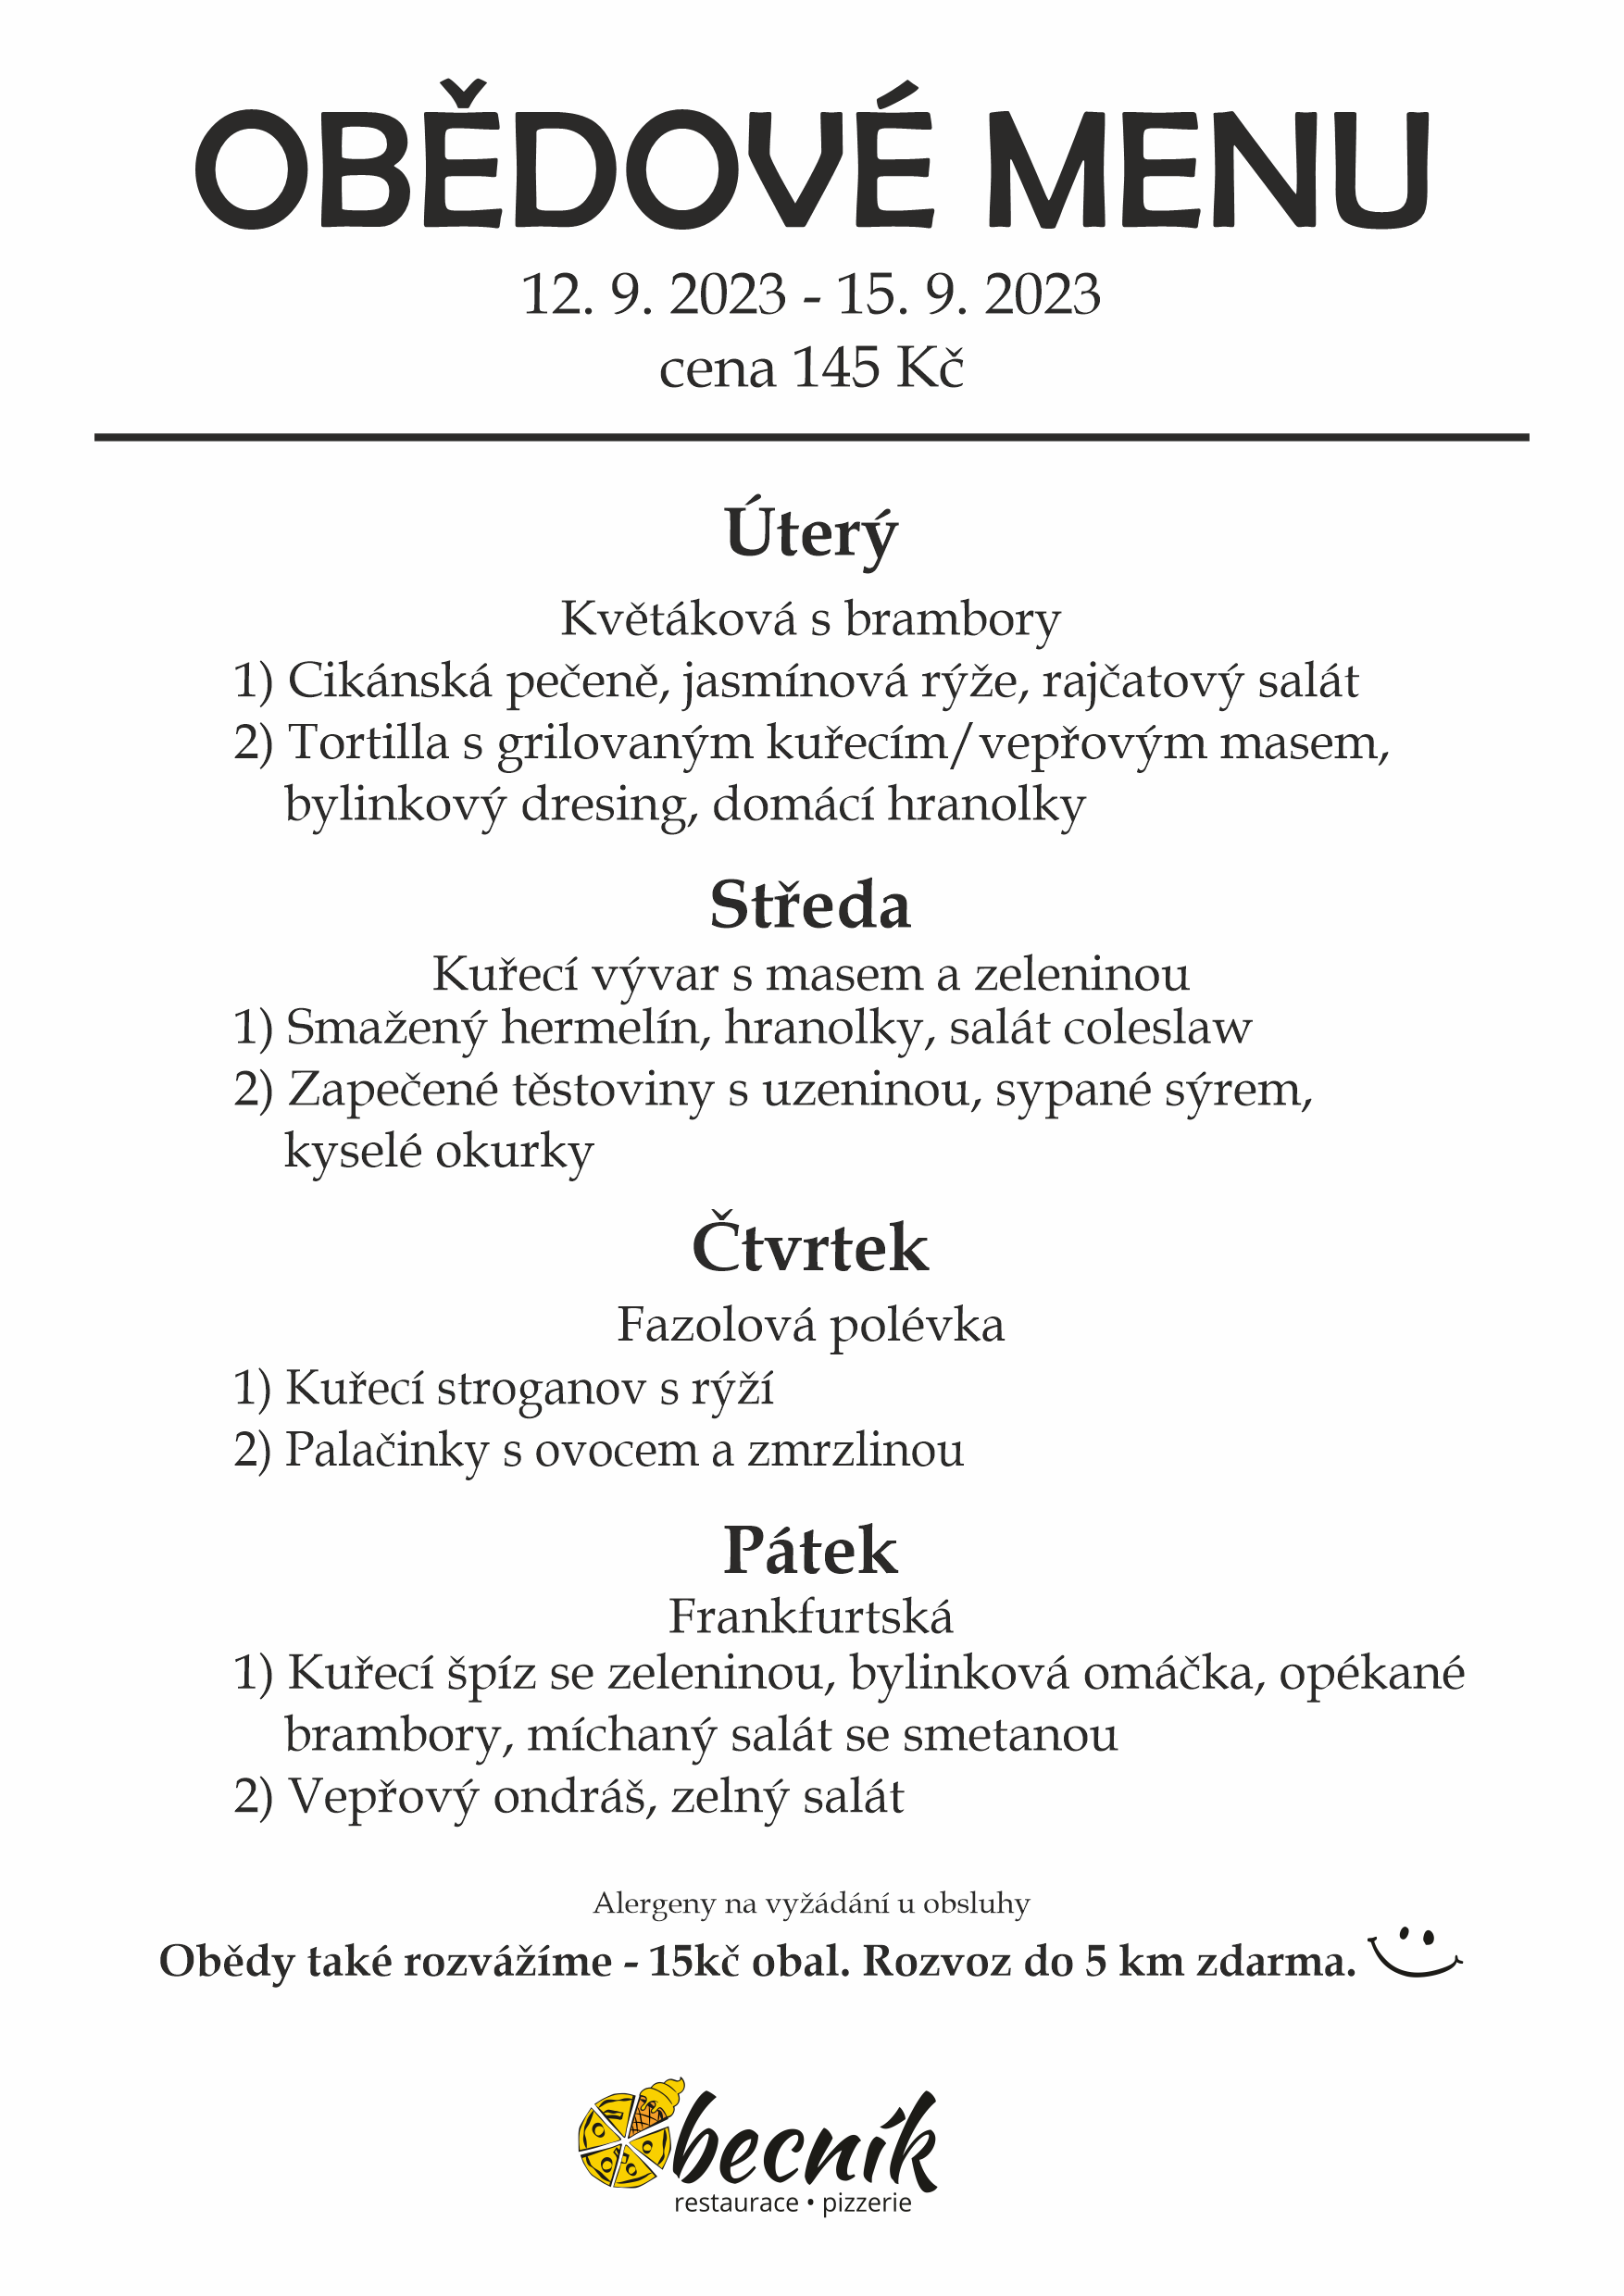 OBĚDOVÉ MENU
12. 9. 2023 - 15. 9. 2023
cena 145 Kč
Úterý
Květáková s brambory
1) Cikánská pečeně, jasmínová rýže, rajčatový salát
2) Tortilla s grilovaným kuřecím/vepřovým masem,
bylinkový dresing, domácí hranolky
Středa
Kuřecí vývar s masem a zeleninou
1) Smažený hermelín, hranolky, salát coleslaw
2) Zapečené těstoviny s uzeninou, sypané sýrem,
kyselé okurky
Čtvrtek
Fazolová polévka
1) Kuřecí stroganov s rýží
2) Palačinky s ovocem a zmrzlinou
Pátek
Frankfurtská
1) Kuřecí špíz se zeleninou, bylinková omáčka, opékané
brambory, míchaný salát se smetanou
2) Vepřový ondráš, zelný salát
Alergeny na vyžádání u obsluhy
Obědy také rozvážíme - 15kč obal. Rozvoz do 5 km zdarma.
Obecník
restaurace • pizzerie